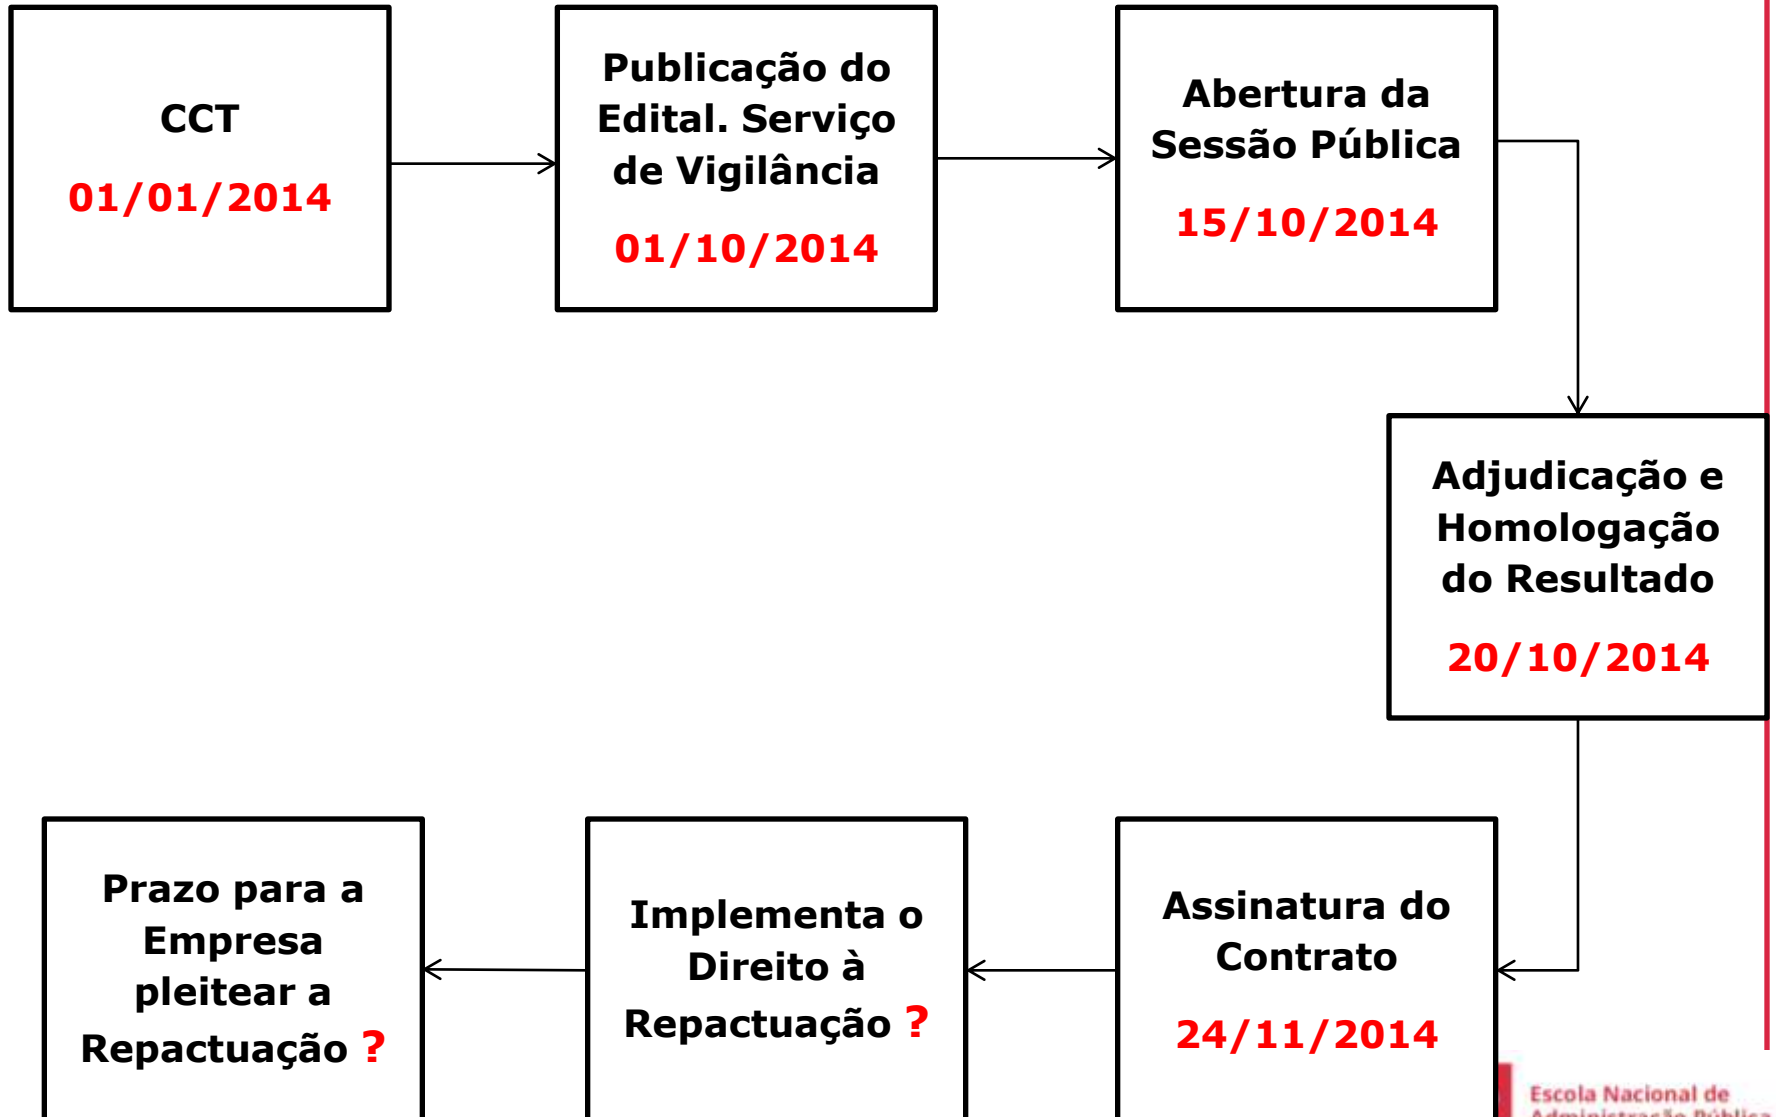 CCT
01/01/2014
Publicação do
Edital. Serviço
de Vigilância
01/10/2014
Abertura da
Sessão Pública
15/10/2014
Adjudicação e
Homologação
do Resultado
20/10/2014
Assinatura do
Contrato
24/11/2014
Implementa o
Direito à
Repactuação ?
Prazo para a
Empresa
pleitear a
Repactuação ?
Escola Nacional de
Administração Pública